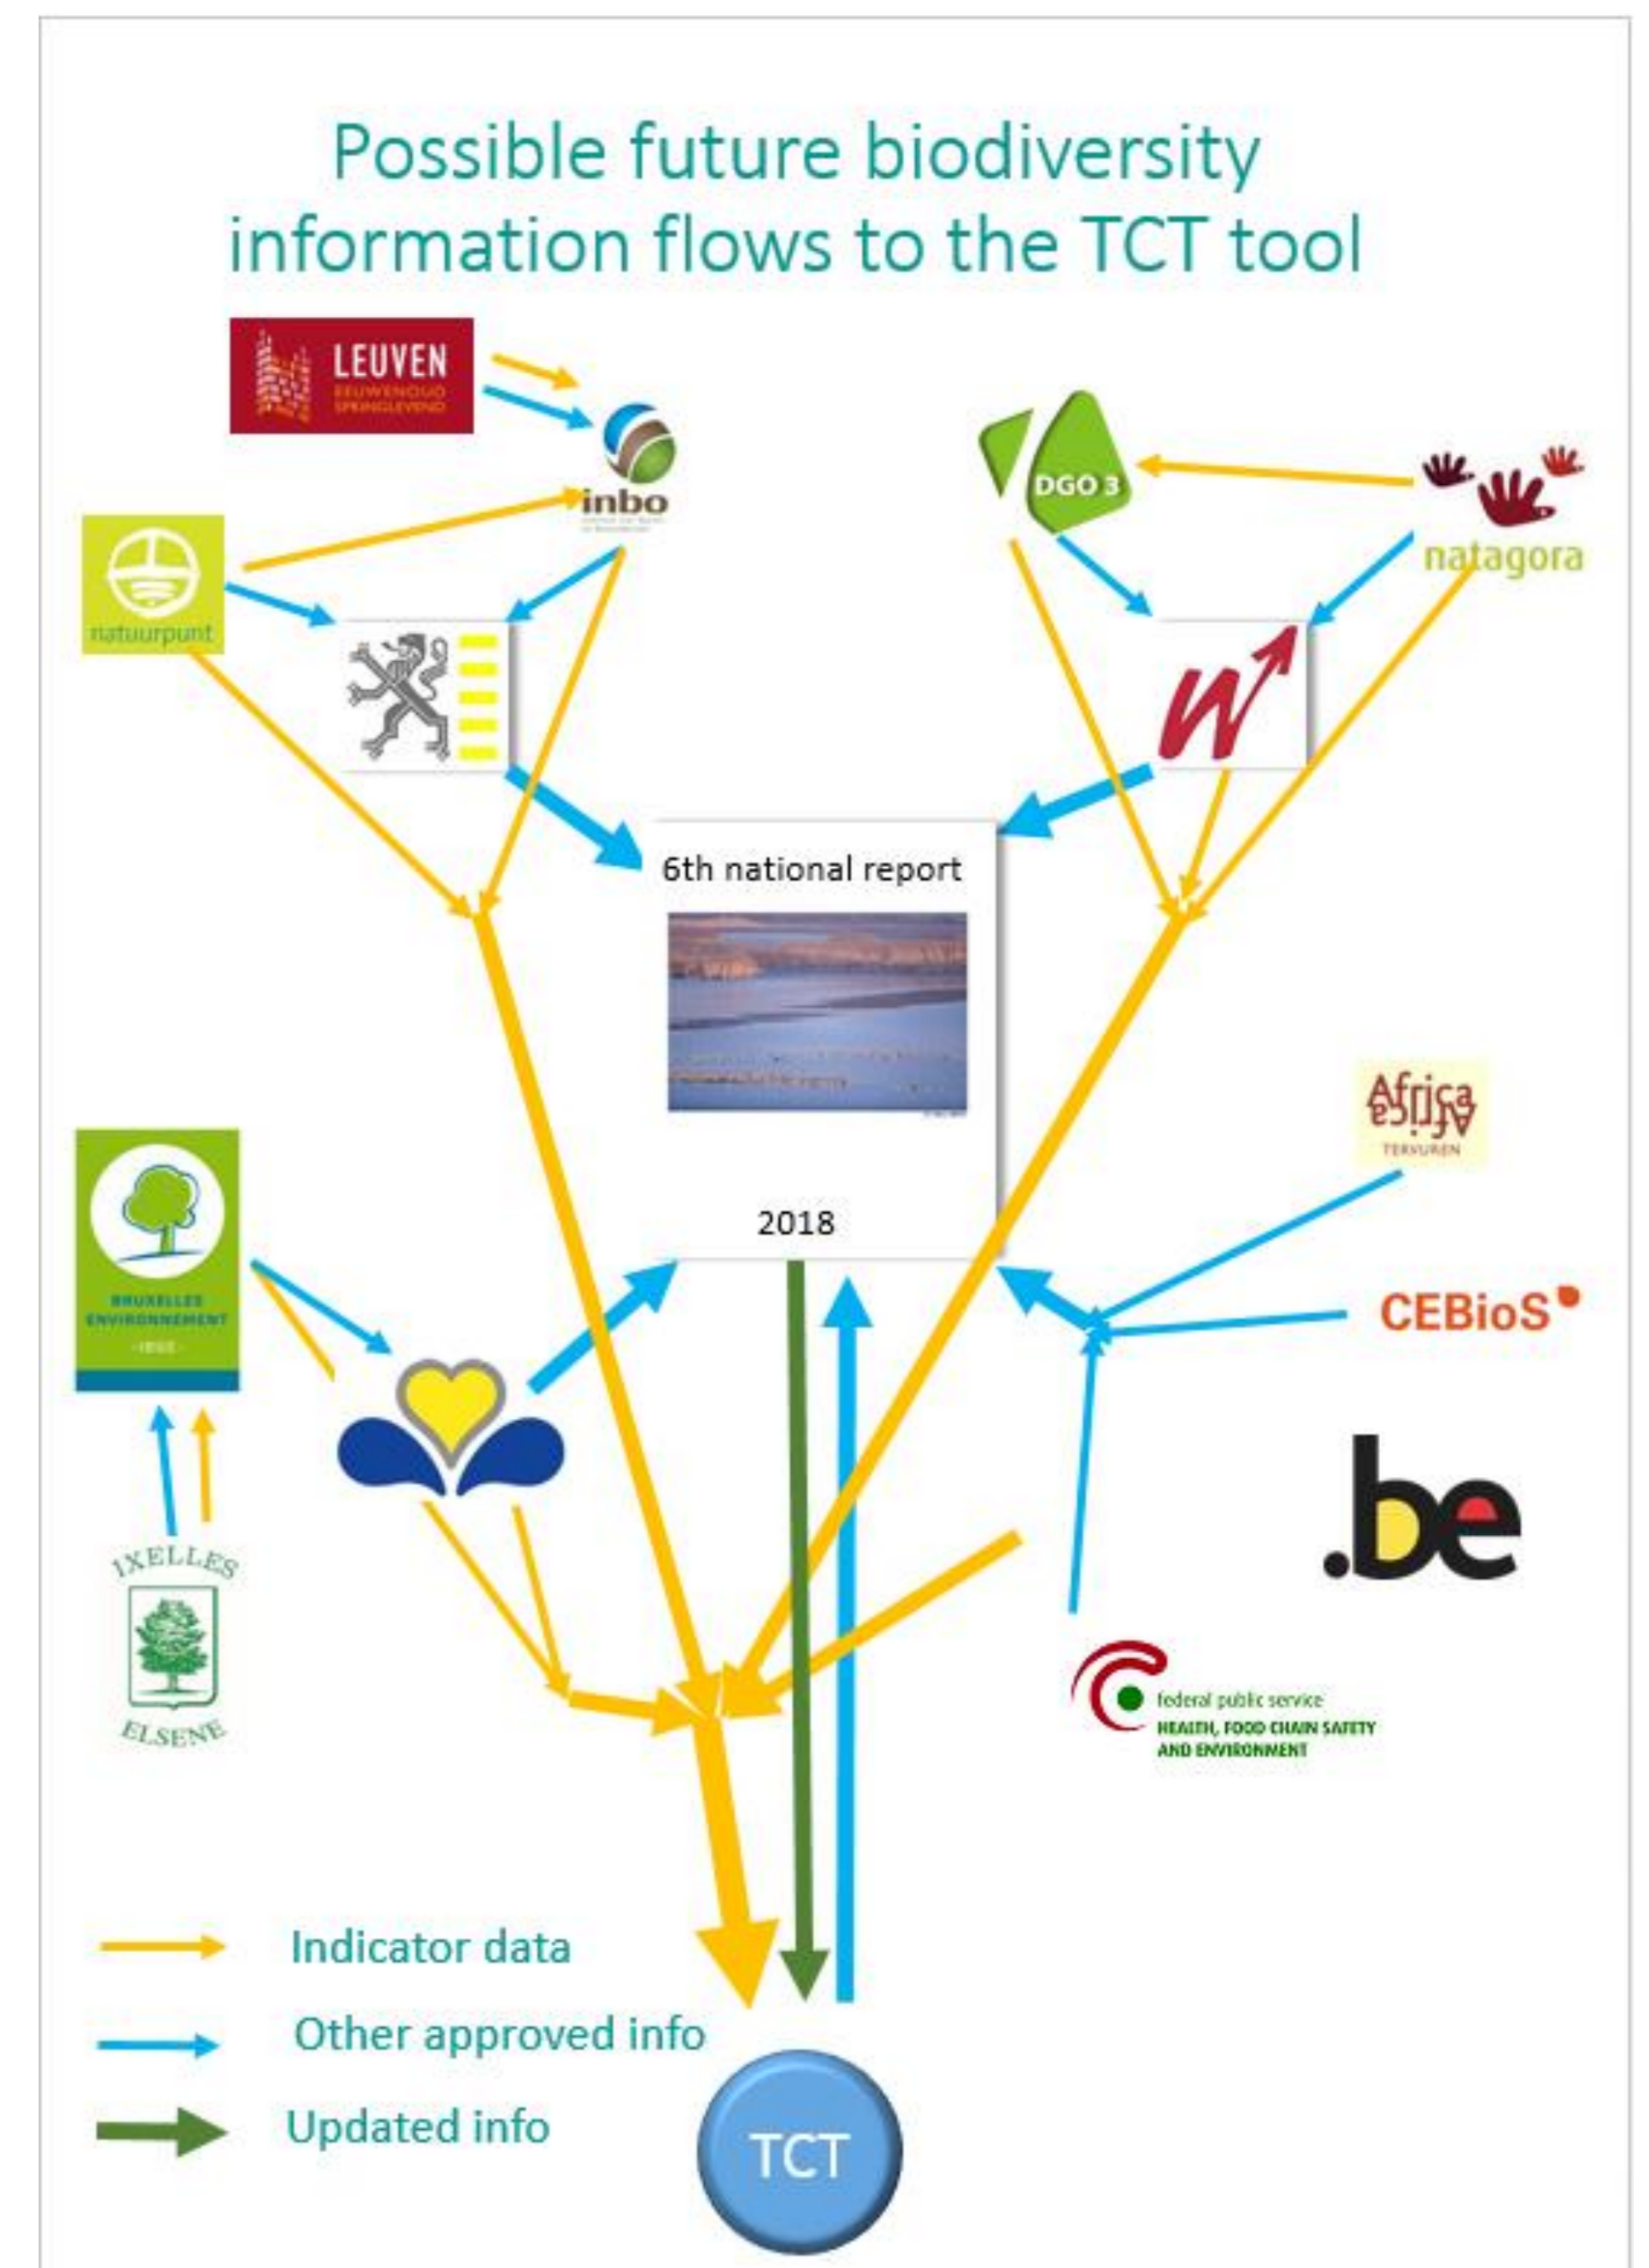 Possible future biodiversity
information flows to the TCT tool
LEUVEN
EEUWENOUD
SPRINGLEVEND
inbo
DGO 3
natagora
natuurpunt
W
6th national report
2018
Africa
TERVUREN
CEBioS
BRUXELLES
ENVIRONNEMENT
.be
IXELLES
ELSENE
federal public service
HEALTH, FOOD CHAIN SAFETY
AND ENVIRONMENT
Indicator data
Other approved info
Updated info
TCT